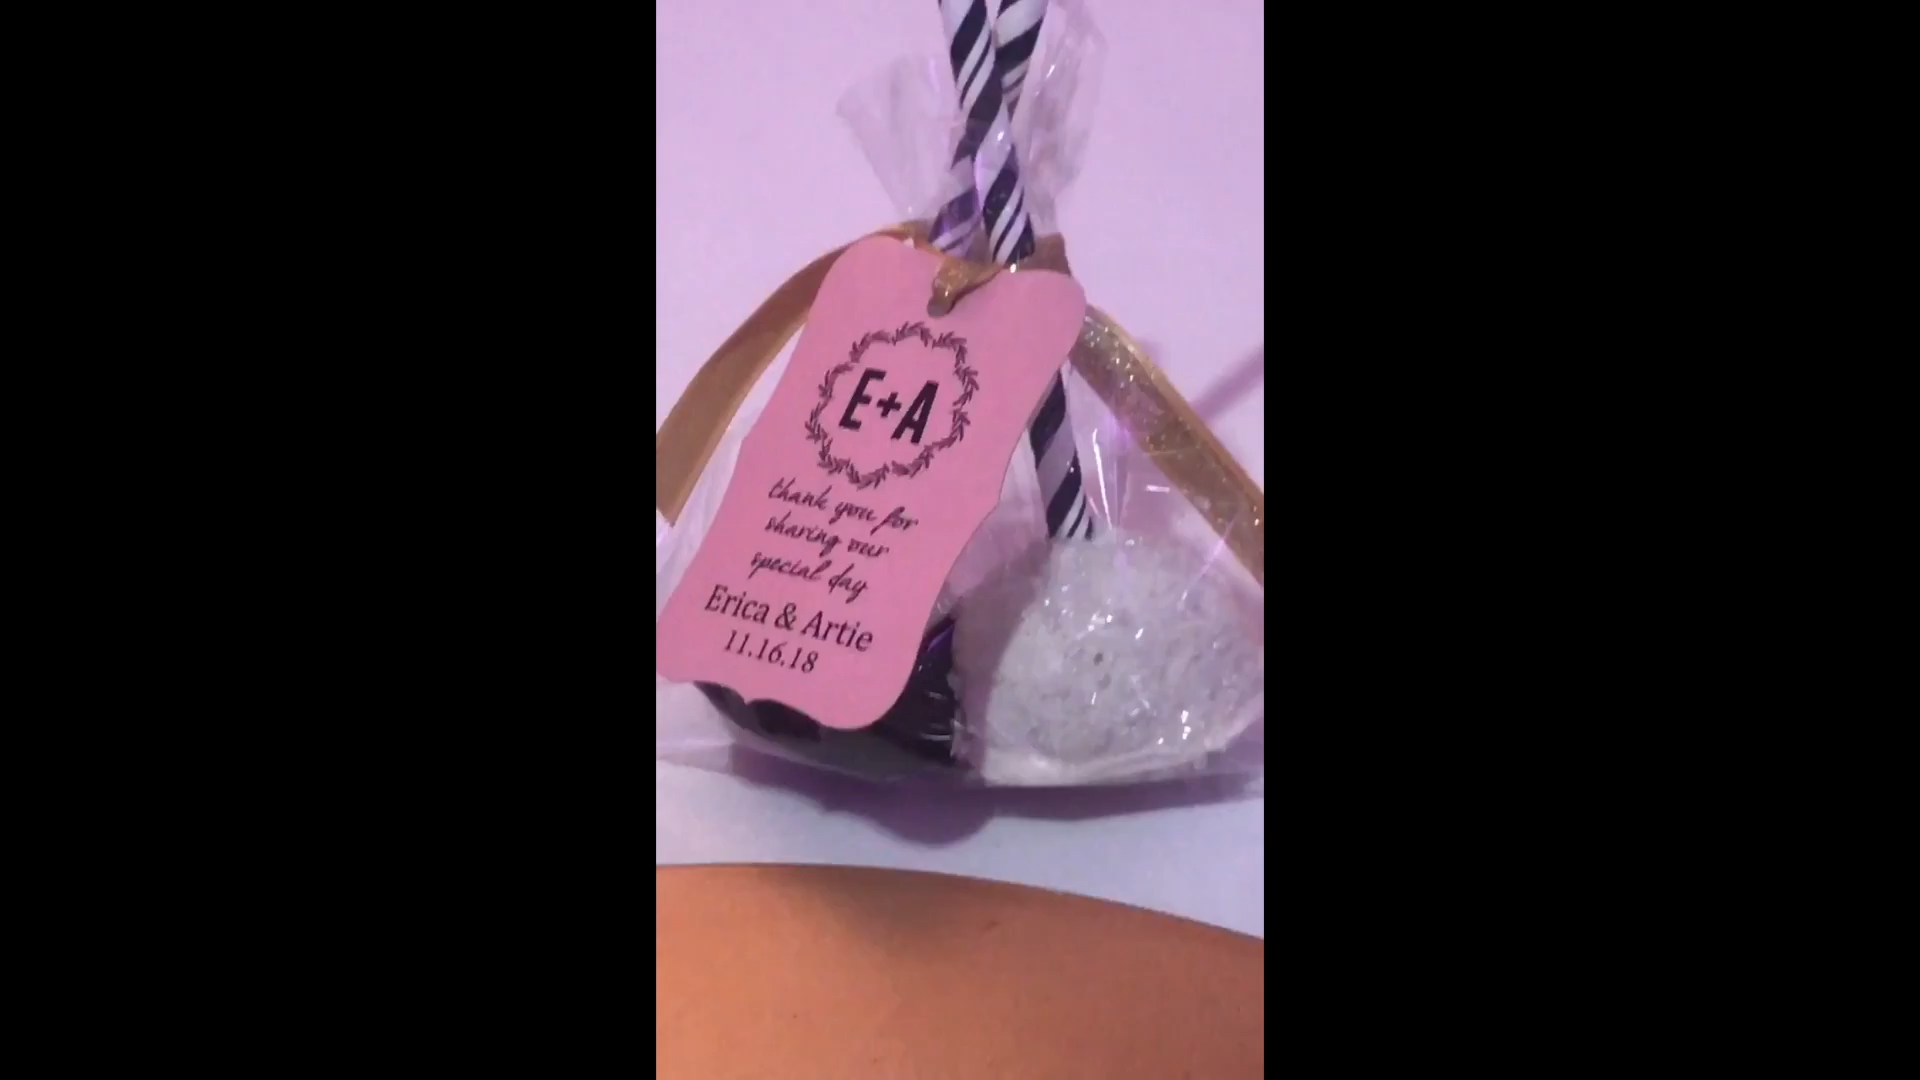 E+A
thank you for
sharing our
special day
Erica & Artie
11.16.18